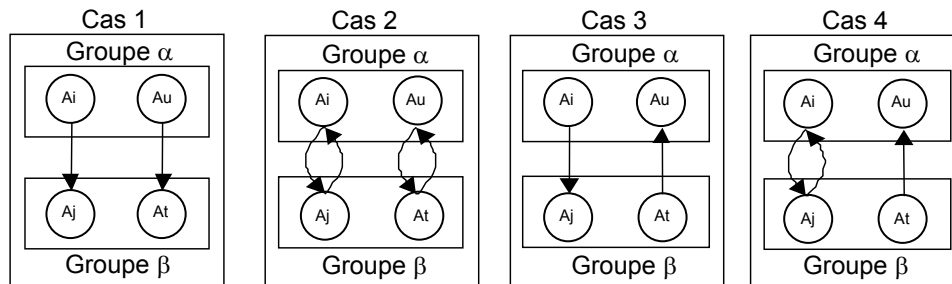 Cas 1
Cas 2
Cas 3
Cas 4
Groupe α
Groupe α
Groupe α
Groupe α
Ai
Au
Ai
Au
Ai
Au
Ai
Au
Aj
At
Aj
At
Aj
At
Aj
At
Groupe β
Groupe β
Groupe β
Groupe β